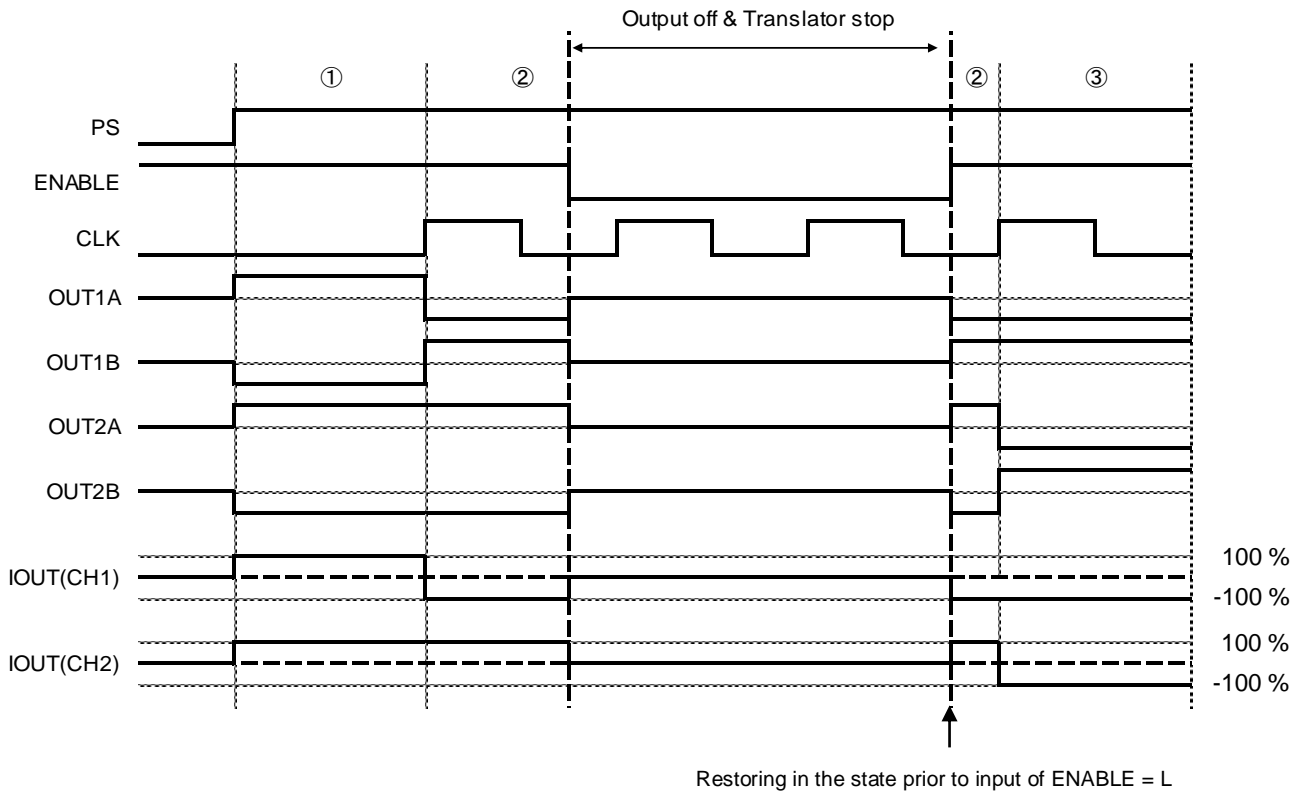 Output off & Translator stop
① ② ② ③
PS
ENABLE
CLK
OUT1A
OUT1B
OUT2A
OUT2B
100 %
IOUT(CH1)
-100 %
100 %
IOUT(CH2)
-100 %
Restoring in the state prior to input of ENABLE = L